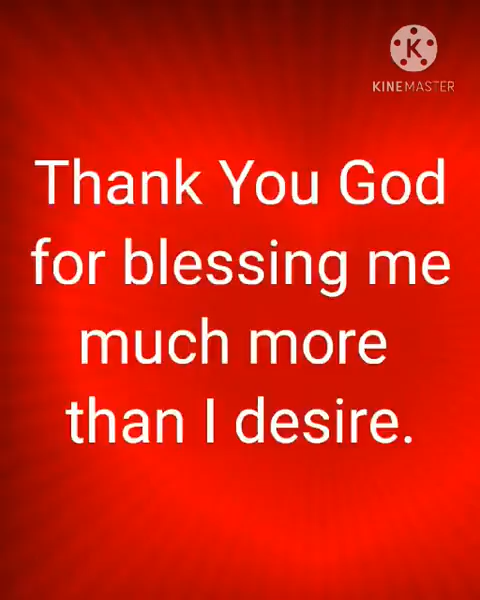 K
KINEMASTER
Thank You God
for blessing me
much more
than I desire.